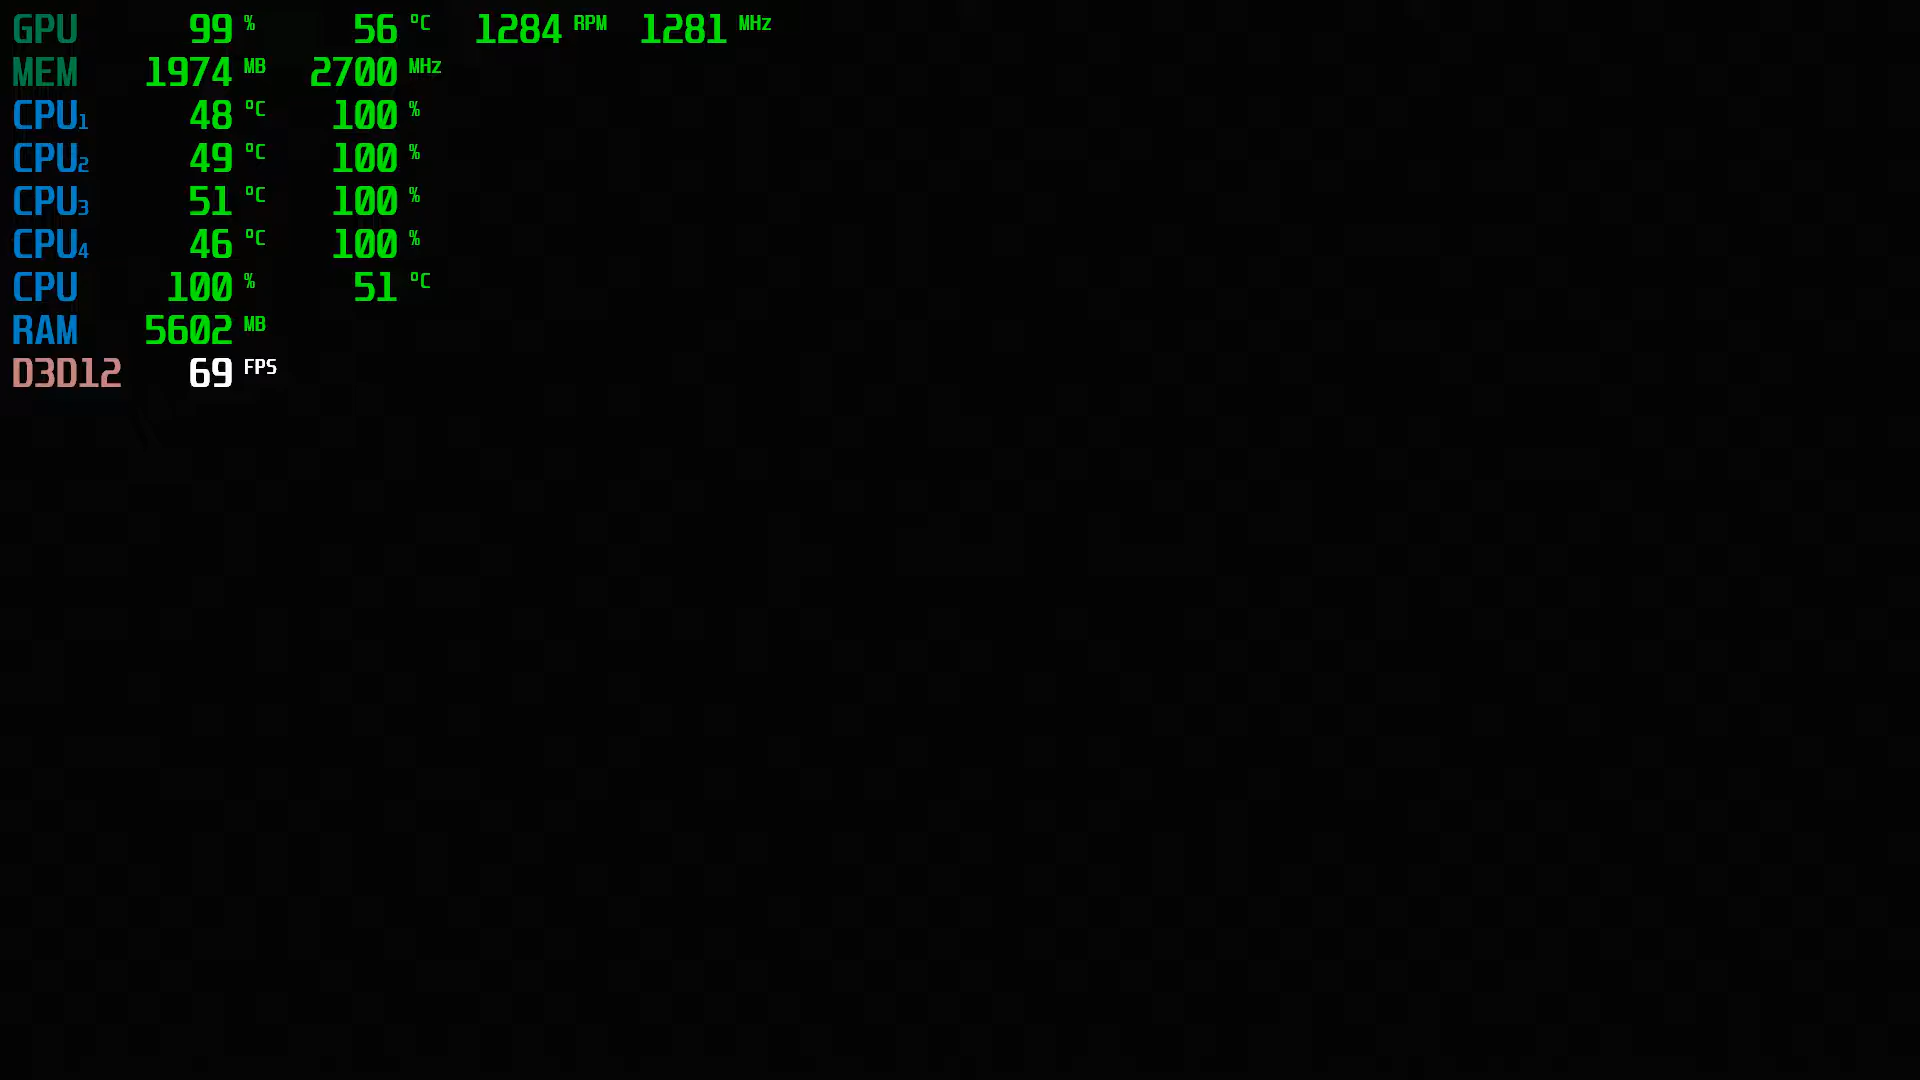 GPU 99 % 56 °C 1284 RPM 1281 MHz
MEM 1974 MB 2700 MHz
CPU1 48 °C 100 %
CPU2 49 °C 100 %
CPU3 51 °C 100 %
CPU4 46 °C 100 %
CPU 100 % 51 °C
RAM 5602 MB
D3D12 69 FPS